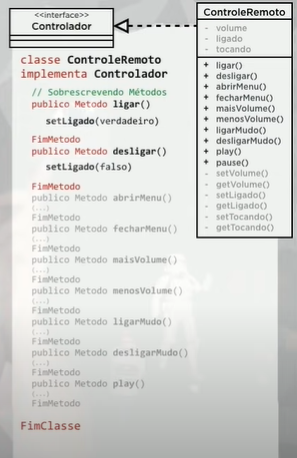 <<interface>>
Controlador
classe ControleRemoto
implementa Controlador
// Sobrescrevendo Métodos
publico Metodo ligar()
setLigado(verdadeiro)
FimMetodo
publico Metodo desligar()
setLigado(falso)
FimMetodo
publico Metodo abrirMenu()
(...)
FimMetodo
publico Metodo fecharMenu()
(...)
FimMetodo
publico Metodo maisVolume()
(...)
FimMetodo
publico Metodo menosVolume()
(...)
FimMetodo
publico Metodo ligarMudo()
(...)
FimMetodo
publico Metodo desligarMudo()
(...)
FimMetodo
publico Metodo play()
(...)
FimMetodo
FimClasse
ControleRemoto
- volume
- ligado
- tocando
+ ligar()
+ desligar()
+ abrirMenu()
+ fecharMenu()
+ maisVolume()
+ menosVolume()
+ ligarMudo()
+ desligarMudo()
+ play()
+ pause()
- setVolume()
- getVolume()
- setLigado()
- getLigado()
- setTocando()
- getTocando()